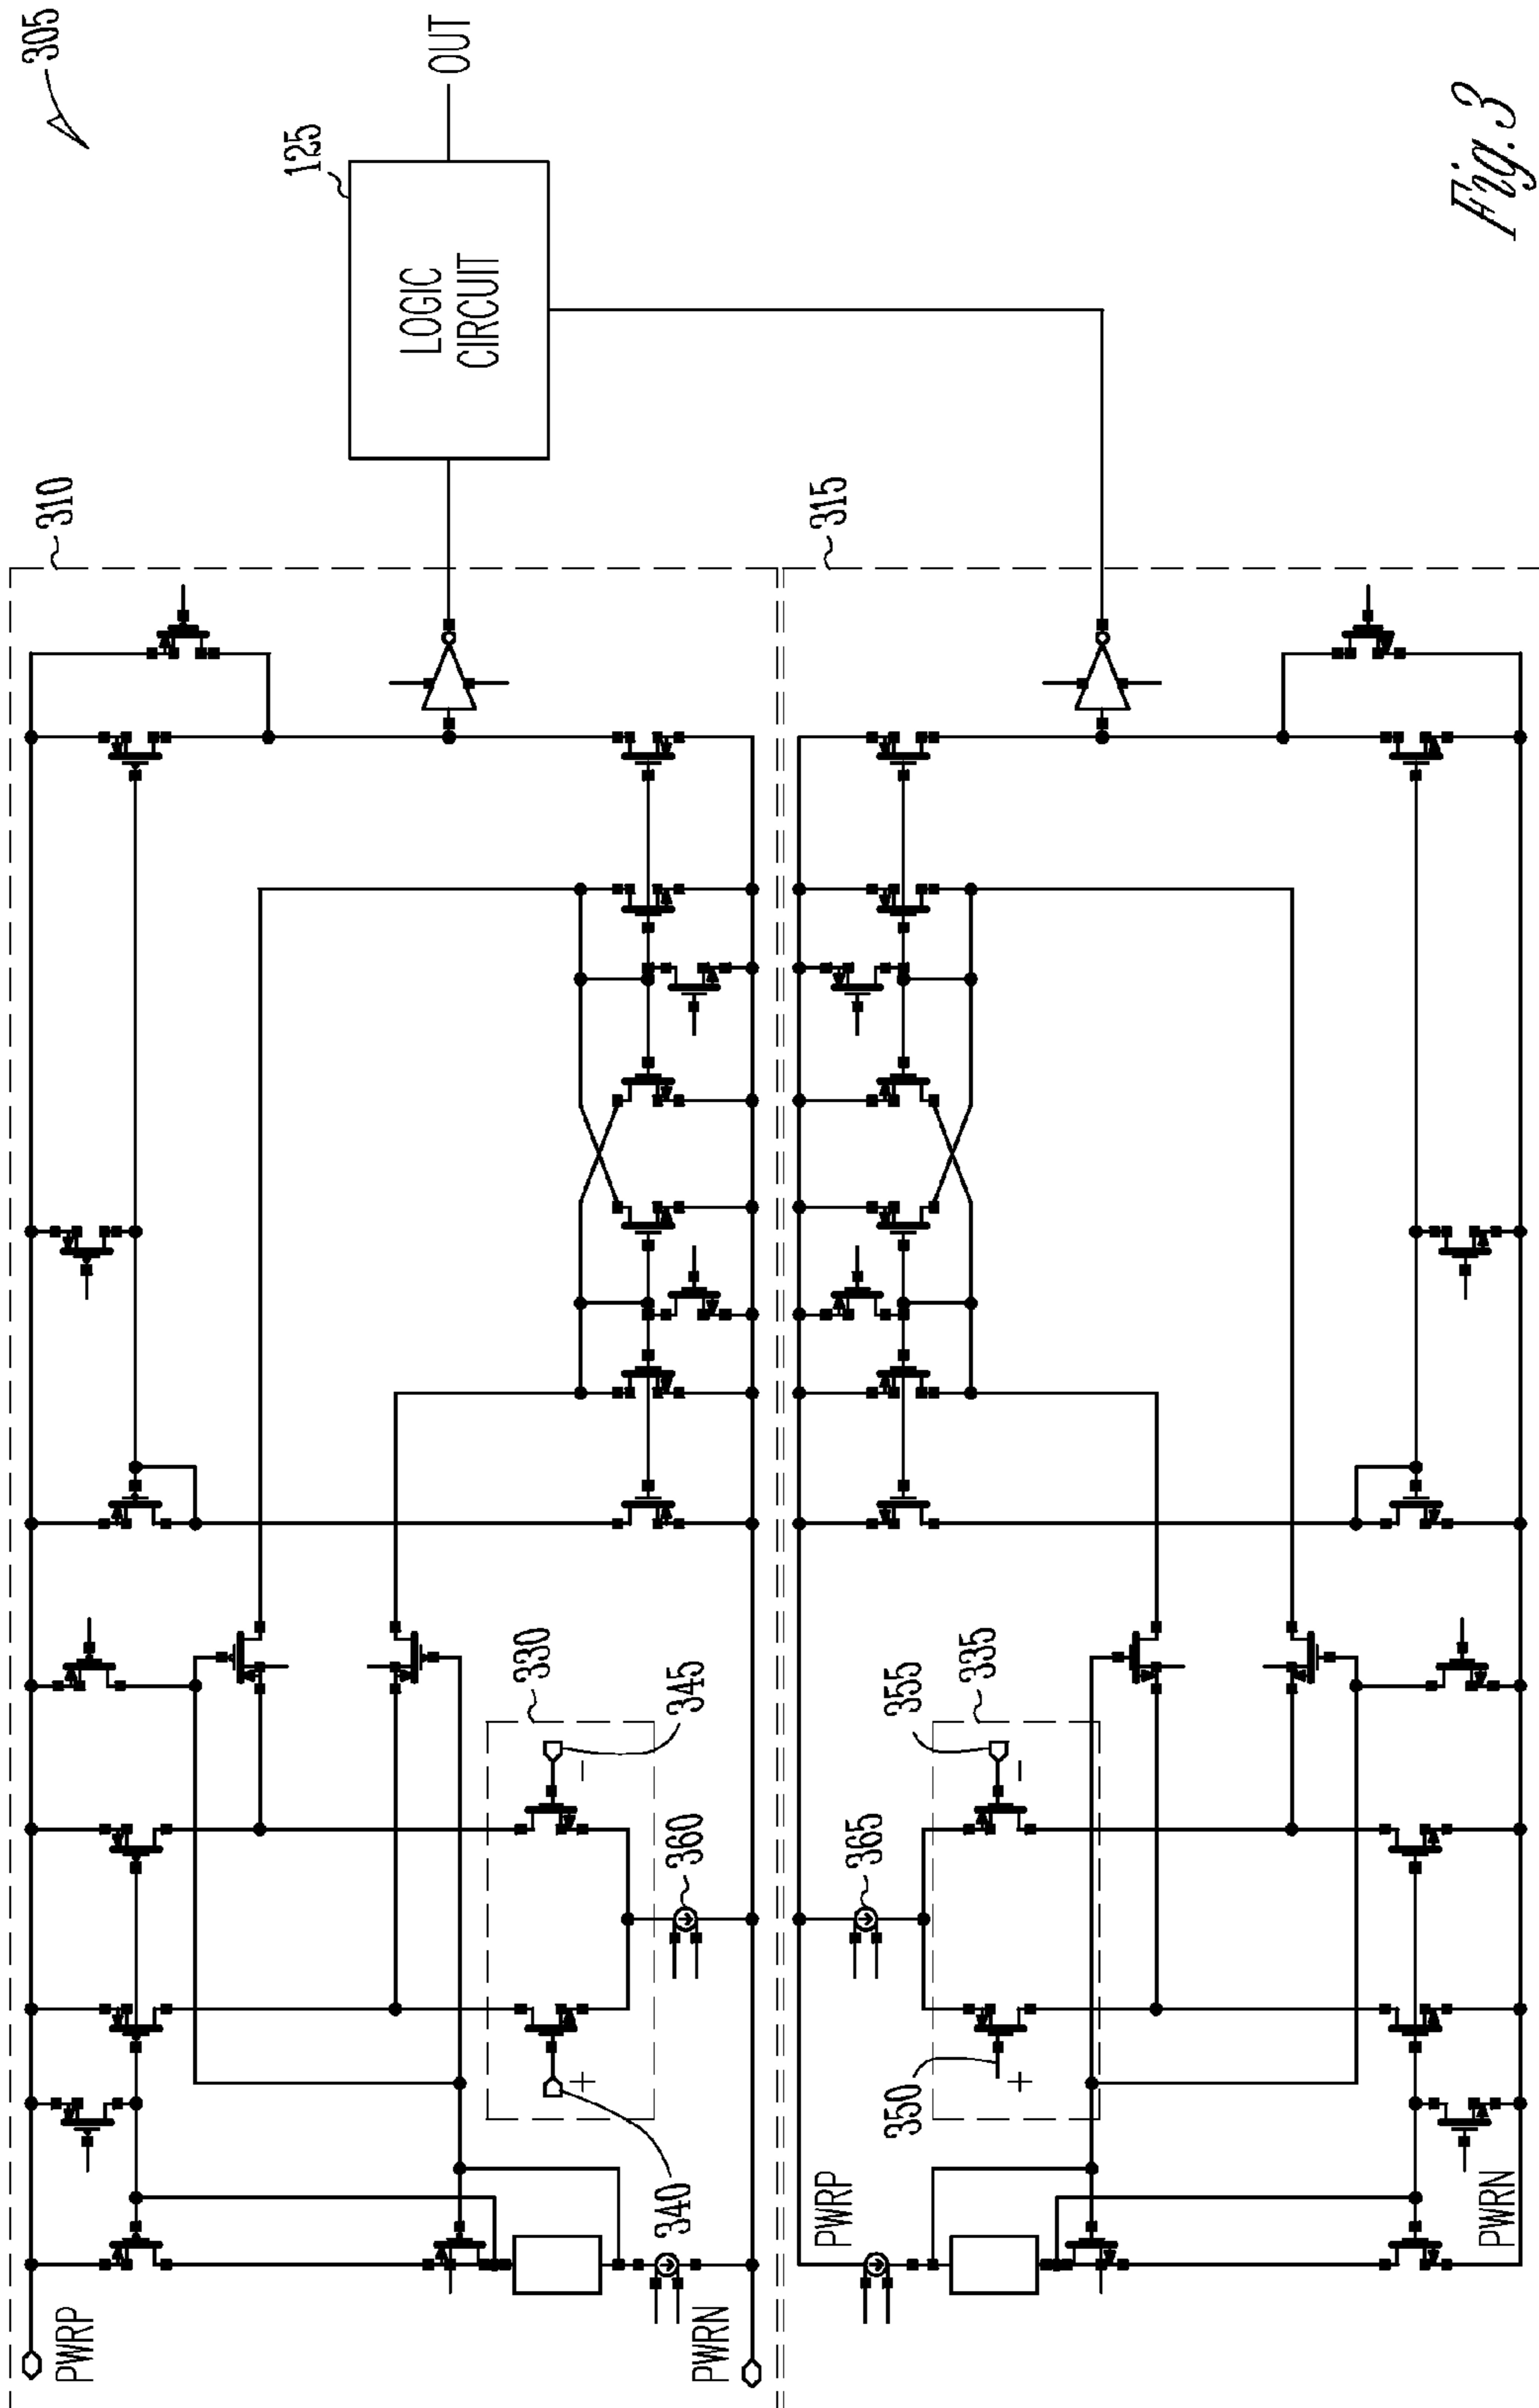 305
310
125
LOGIC
CIRCUIT
OUT
PWRP
330
345
340
360
PWRN
315
PWRP
365
355
335
350
PWRN
+
−
+
−
Fig. 3